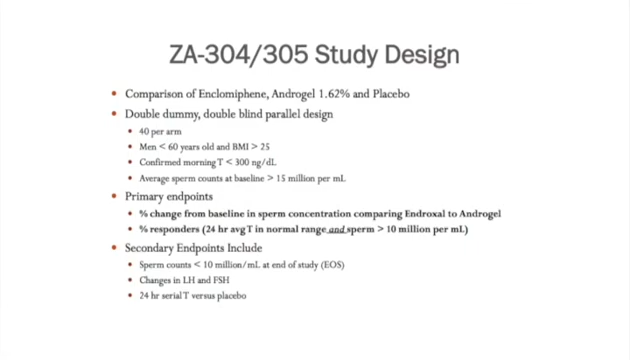 ZA-304/305 Study Design
• Comparison of Enclomiphene, Androgel 1.62% and Placebo
• Double dummy, double blind parallel design
• 40 per arm
• Men < 60 years old and BMI > 25
• Confirmed morning T < 300 ng/dL
• Average sperm counts at baseline > 15 million per mL
• Primary endpoints
• % change from baseline in sperm concentration comparing Endroxal to Androgel
• % responders (24 hr avg T in normal range and sperm > 10 million per mL)
• Secondary Endpoints Include
• Sperm counts < 10 million/mL at end of study (EOS)
• Changes in LH and FSH
• 24 hr serial T versus placebo